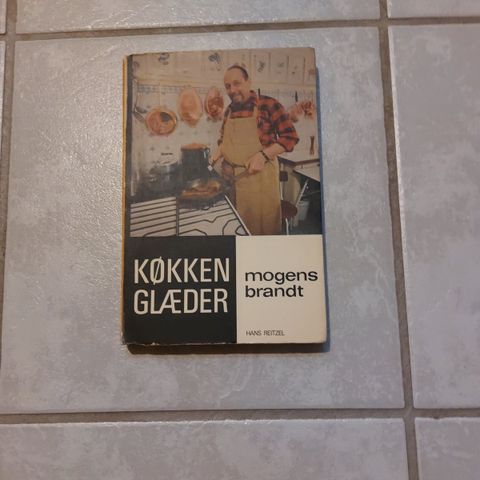 KØKKEN
GLÆDER
mogens
brandt
HANS REITZEL